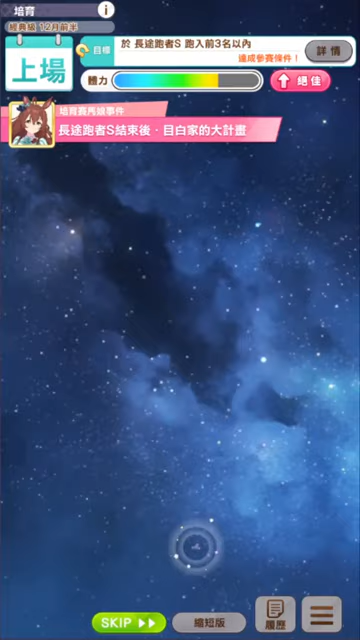 培育
i
經典級 12月前半
上場
目標
於 長途跑者S 跑入前3名以內
達成參賽條件！
詳情
體力
絕佳
培育賽馬娘事件
長途跑者S結束後・目白家的大計畫
SKIP
縮短版
履歷